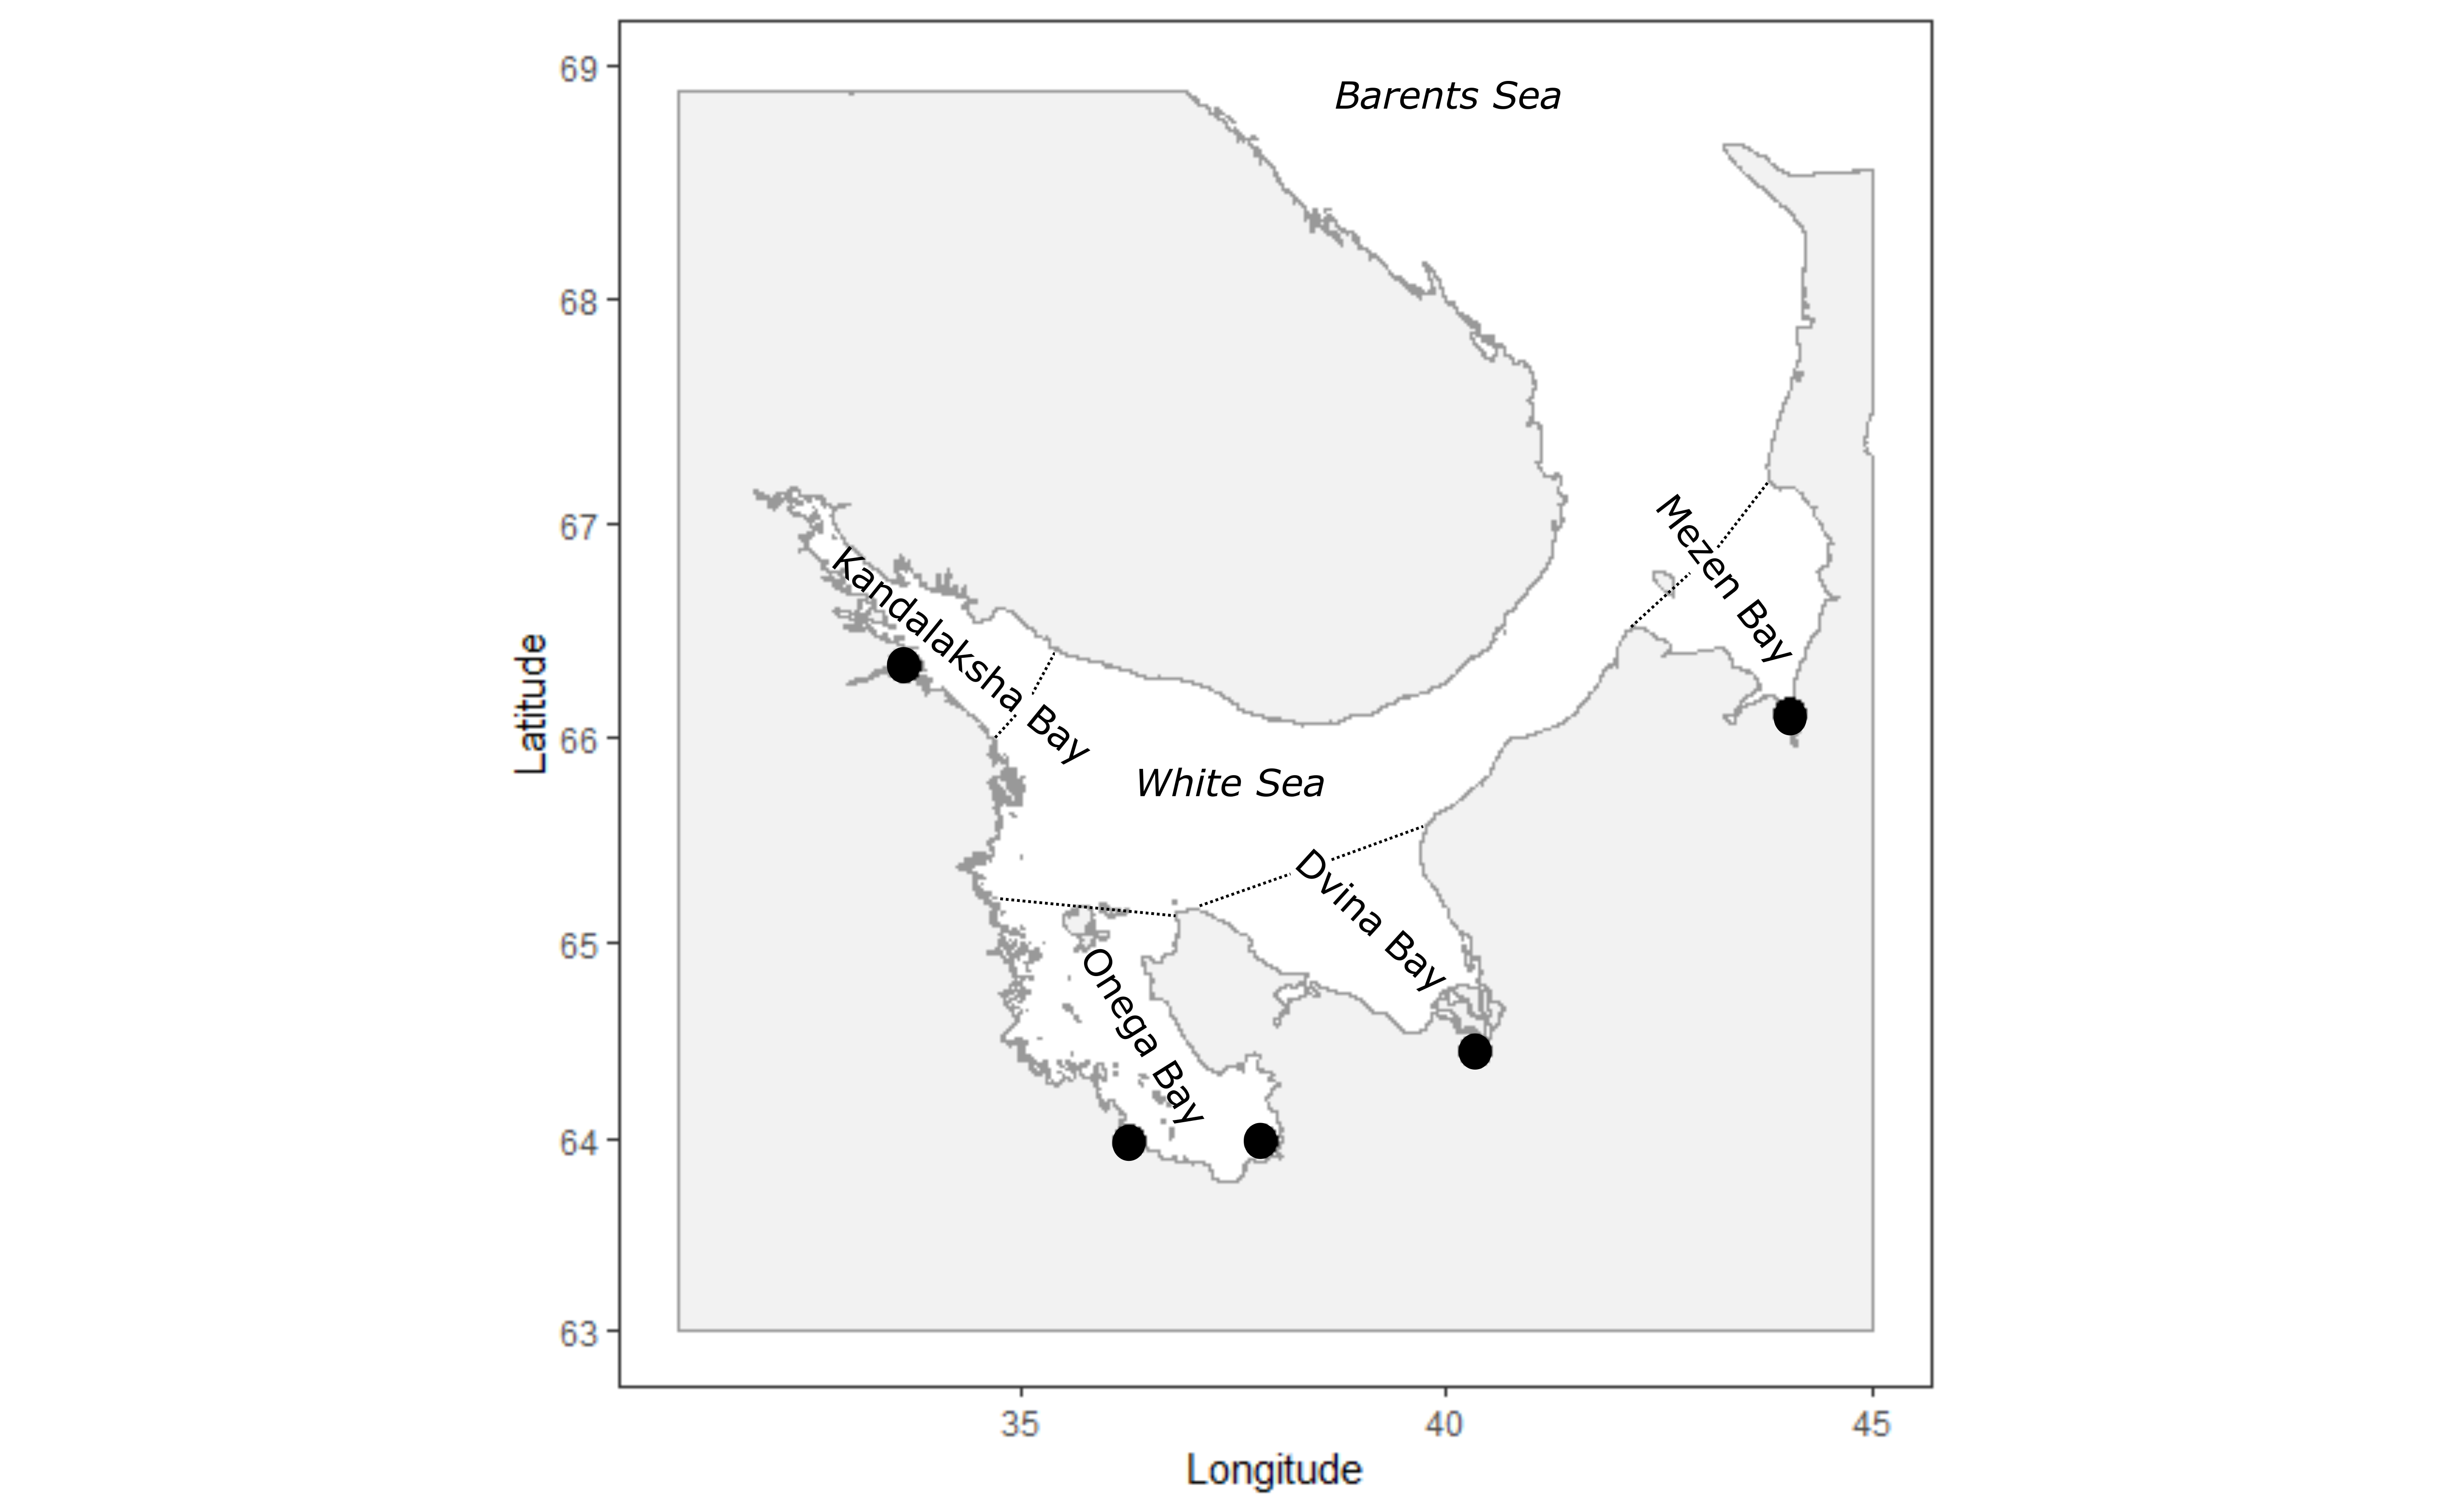 Barents Sea
69
68
67
66
65
64
63
Latitude
Mezen Bay
Kandalaksha Bay
White Sea
Dvina Bay
Onega Bay
35
40
45
Longitude